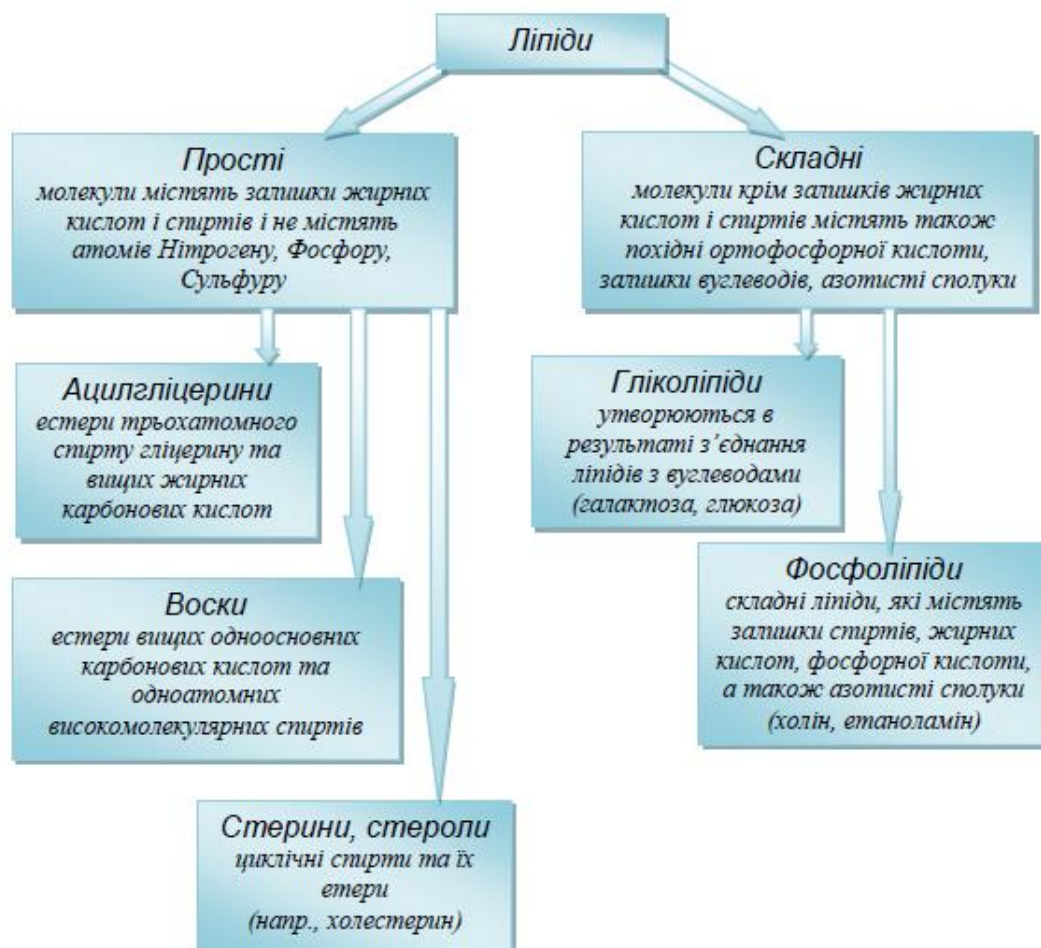 Ліпіди
Прості
молекули містять залишки жирних
кислот і спиртів і не містять
атомів Нітрогену, Фосфору,
Сульфуру
Складні
молекули крім залишків жирних
кислот і спиртів містять також
похідні ортофосфорної кислоти,
залишки вуглеводів, азотисті сполуки
Ацилгліцерини
естери трьохатомного
спирту гліцерину та
вищих жирних
карбонових кислот
Гліколіпіди
утворюються в
результаті з’єднання
ліпідів з вуглеводами
(галактоза, глюкоза)
Воски
естери вищих одноосновних
карбонових кислот та
одноатомних
високомолекулярних спиртів
Фосфоліпіди
складні ліпіди, які містять
залишки спиртів, жирних
кислот, фосфорної кислоти,
а також азотисті сполуки
(холін, етаноламін)
Стерини, стероли
циклічні спирти та їх
етери
(напр., холестерин)